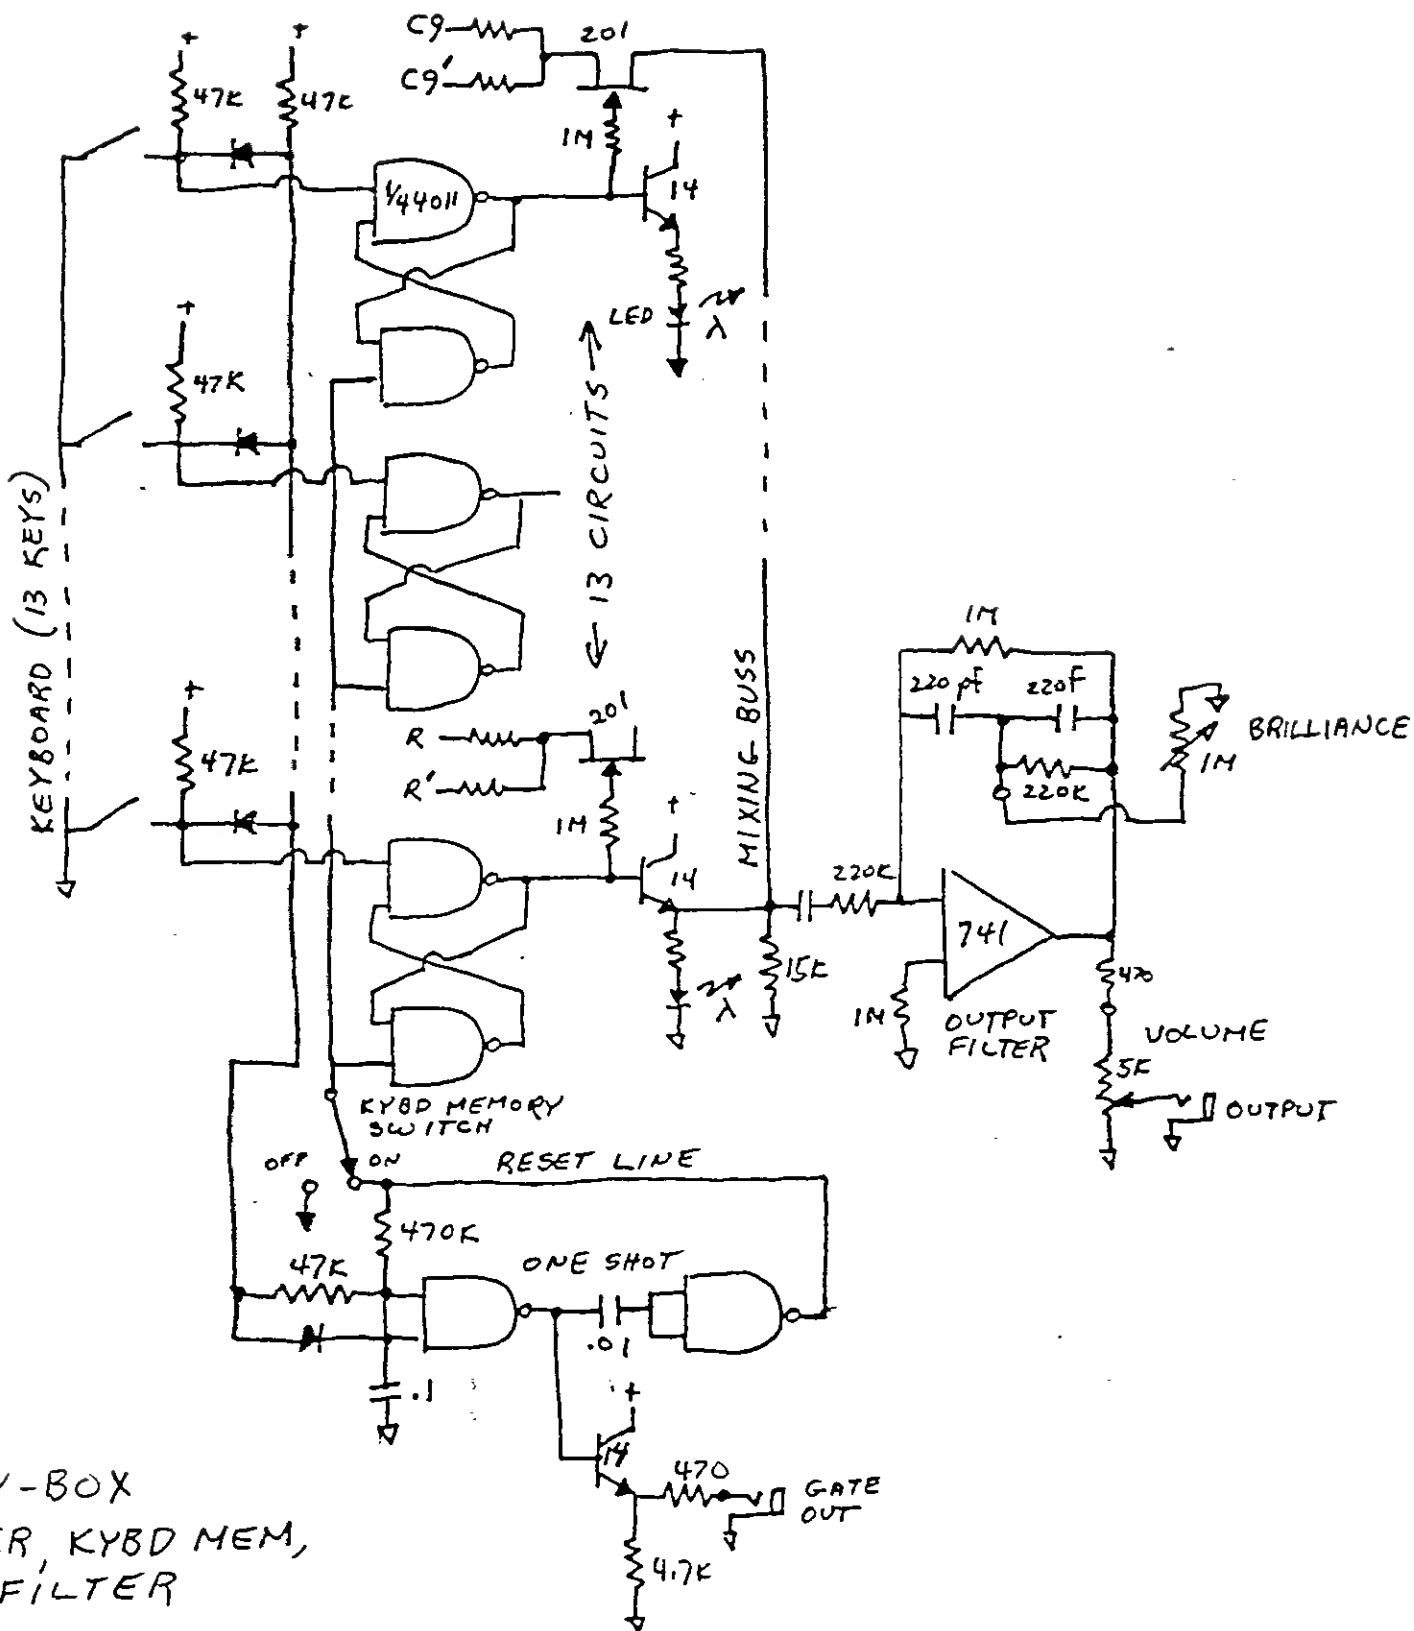 +
+
C9
201
C9'
47K
47K
1M
+
1/4 4011
14
LED
λ
+
47K
KEYBOARD (13 KEYS)
← 13 CIRCUITS →
MIXING BUSS
1M
220pf
220F
BRILLIANCE
1M
220K
+
47K
201
R
R'
1M
+
14
220K
741
λ
15K
1M
OUTPUT
FILTER
470
VOLUME
5K
OUTPUT
KYBD MEMORY
SWITCH
OFF
ON
RESET LINE
470K
47K
ONE SHOT
.01
.1
+
14
470
GATE
OUT
4.7K
-BOX
ER, KYBD MEM,
FILTER